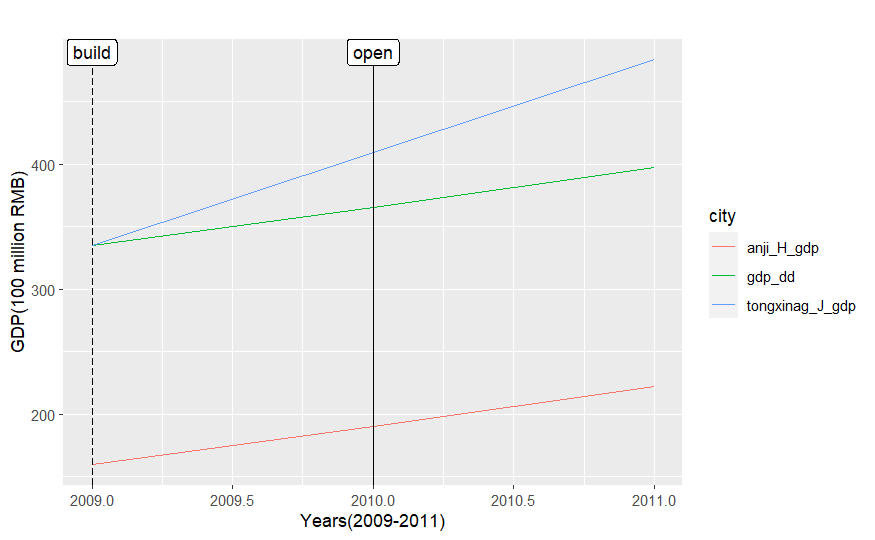 build
open
GDP(100 million RMB)
400
300
200
2009.0
2009.5
2010.0
2010.5
2011.0
Years(2009-2011)
city
anji_H_gdp
gdp_dd
tongxinag_J_gdp